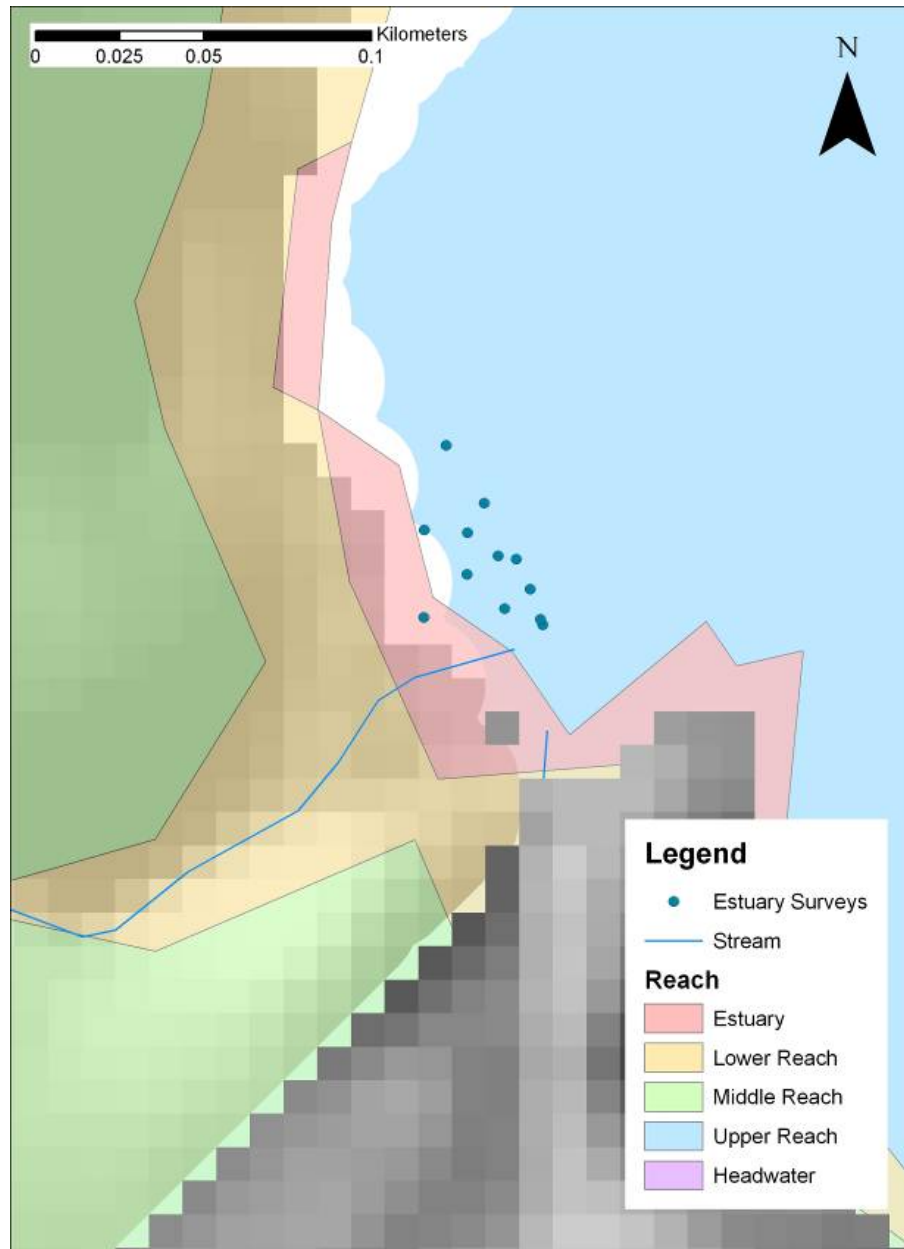 Kilometers
0 0.025 0.05 0.1
N
Legend
Estuary Surveys
Stream
Reach
Estuary
Lower Reach
Middle Reach
Upper Reach
Headwater